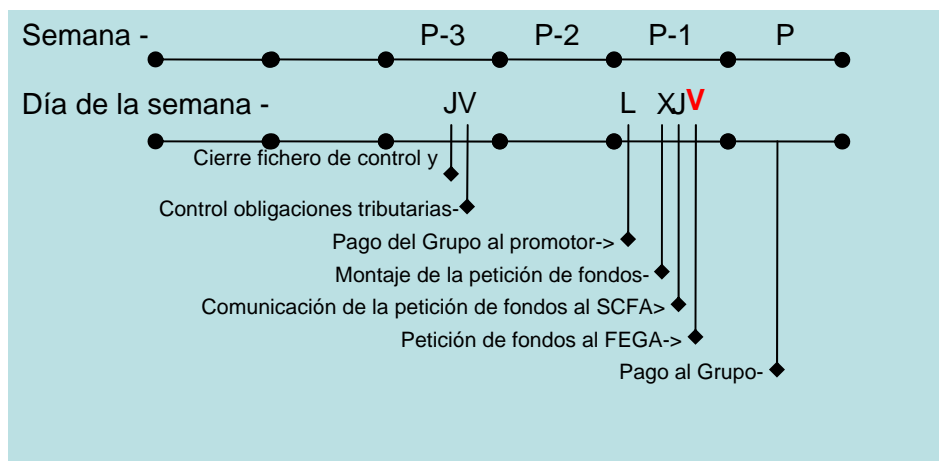 Semana - P-3 P-2 P-1 P
Día de la semana - JV L XJV
Cierre fichero de control y
Control obligaciones tributarias-
Pago del Grupo al promotor->
Montaje de la petición de fondos-
Comunicación de la petición de fondos al SCFA>
Petición de fondos al FEGA->
Pago al Grupo-